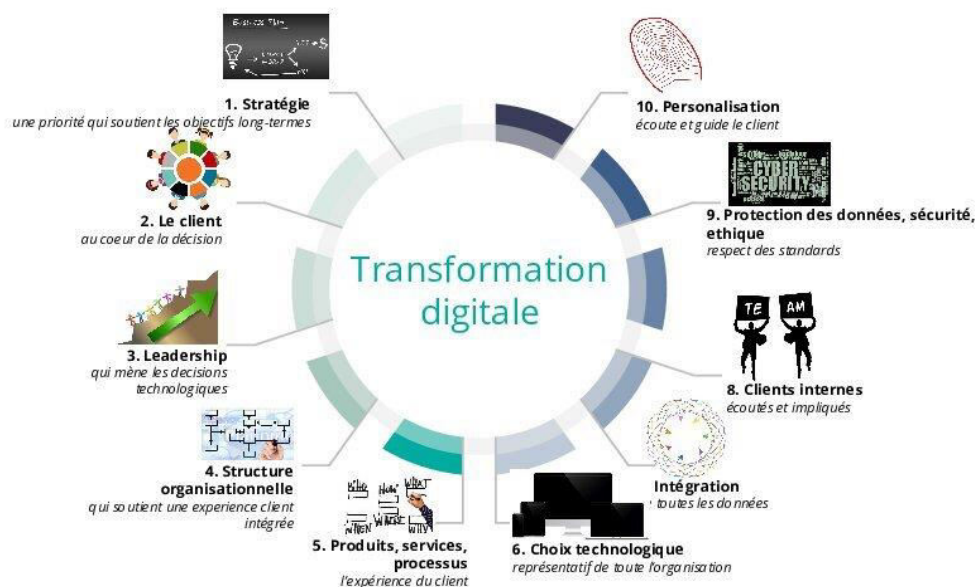 Business Plan
1. Stratégie
une priorité qui soutient les objectifs long-termes
2. Le client
au coeur de la décision
3. Leadership
qui mène les decisions
technologiques
4. Structure
organisationnelle
qui soutient une experience client
intégrée
5. Produits, services,
processus
l'expérience du client
WHO HOW WHAT
WHEN WHERE WHY
Transformation
digitale
6. Choix technologique
représentatif de toute l'organisation
Intégration
toutes les données
8. Clients internes
écoutés et impliqués
TE AM
9. Protection des données, sécurité,
ethique
respect des standards
CYBER
SECURITY
10. Personalisation
écoute et guide le client